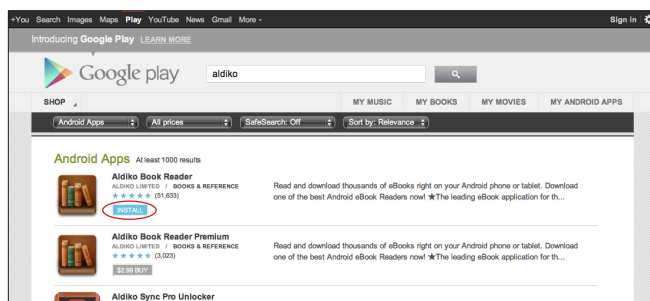 +You Search Images Maps Play YouTube News Gmail More - Sign in
Introducing Google Play LEARN MORE
Google play aldiko
SHOP MY MUSIC MY BOOKS MY MOVIES MY ANDROID APPS
Android Apps All prices SafeSearch: Off Sort by: Relevance
Android Apps At least 1000 results
Aldiko Book Reader
ALDIKO LIMITED / BOOKS & REFERENCE Read and download thousands of eBooks right on your Android phone or tablet. Download
★★★★★ (51,633) one of the best Android eBook Readers now! ★The leading eBook application for th...
INSTALL
Aldiko Book Reader Premium
ALDIKO LIMITED / BOOKS & REFERENCE Read and download thousands of eBooks right on your Android phone or tablet. Download
★★★★★ (3,023) one of the best Android eBook Readers now! ★The leading eBook application for th...
$2.99 BUY
Aldiko Sync Pro Unlocker